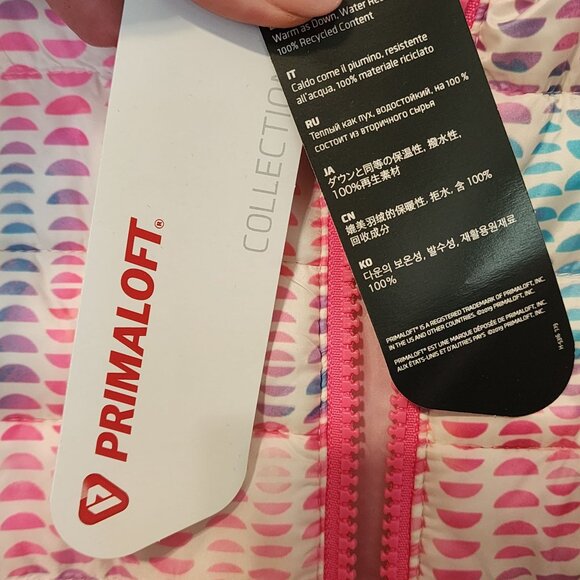 PRIMALOFT®
COLLECTION
Warm as Down, Water Res
100% Recycled Content
IT
Caldo come il piumino, resistente
all'acqua, 100% materiale riciclato
RU
Теплый как пух, водостойкий, на 100 %
состоит из вторичного сырья
JA
ダウンと同等の保温性, 撥水性,
100%再生素材
CN
媲美羽绒的保暖性, 拒水, 含 100%
回收成分
KO
다운의 보온성, 발수성, 재활용원재료
100%
PRIMALOFT® IS A REGISTERED TRADEMARK OF PRIMALOFT, INC.
IN THE US AND OTHER COUNTRIES. ©2019 PRIMALOFT, INC.
PRIMALOFT® EST UNE MARQUE DÉPOSÉE DE PRIMALOFT, INC.
AUX ÉTATS-UNIS ET D'AUTRES PAYS ©2019 PRIMALOFT, INC.